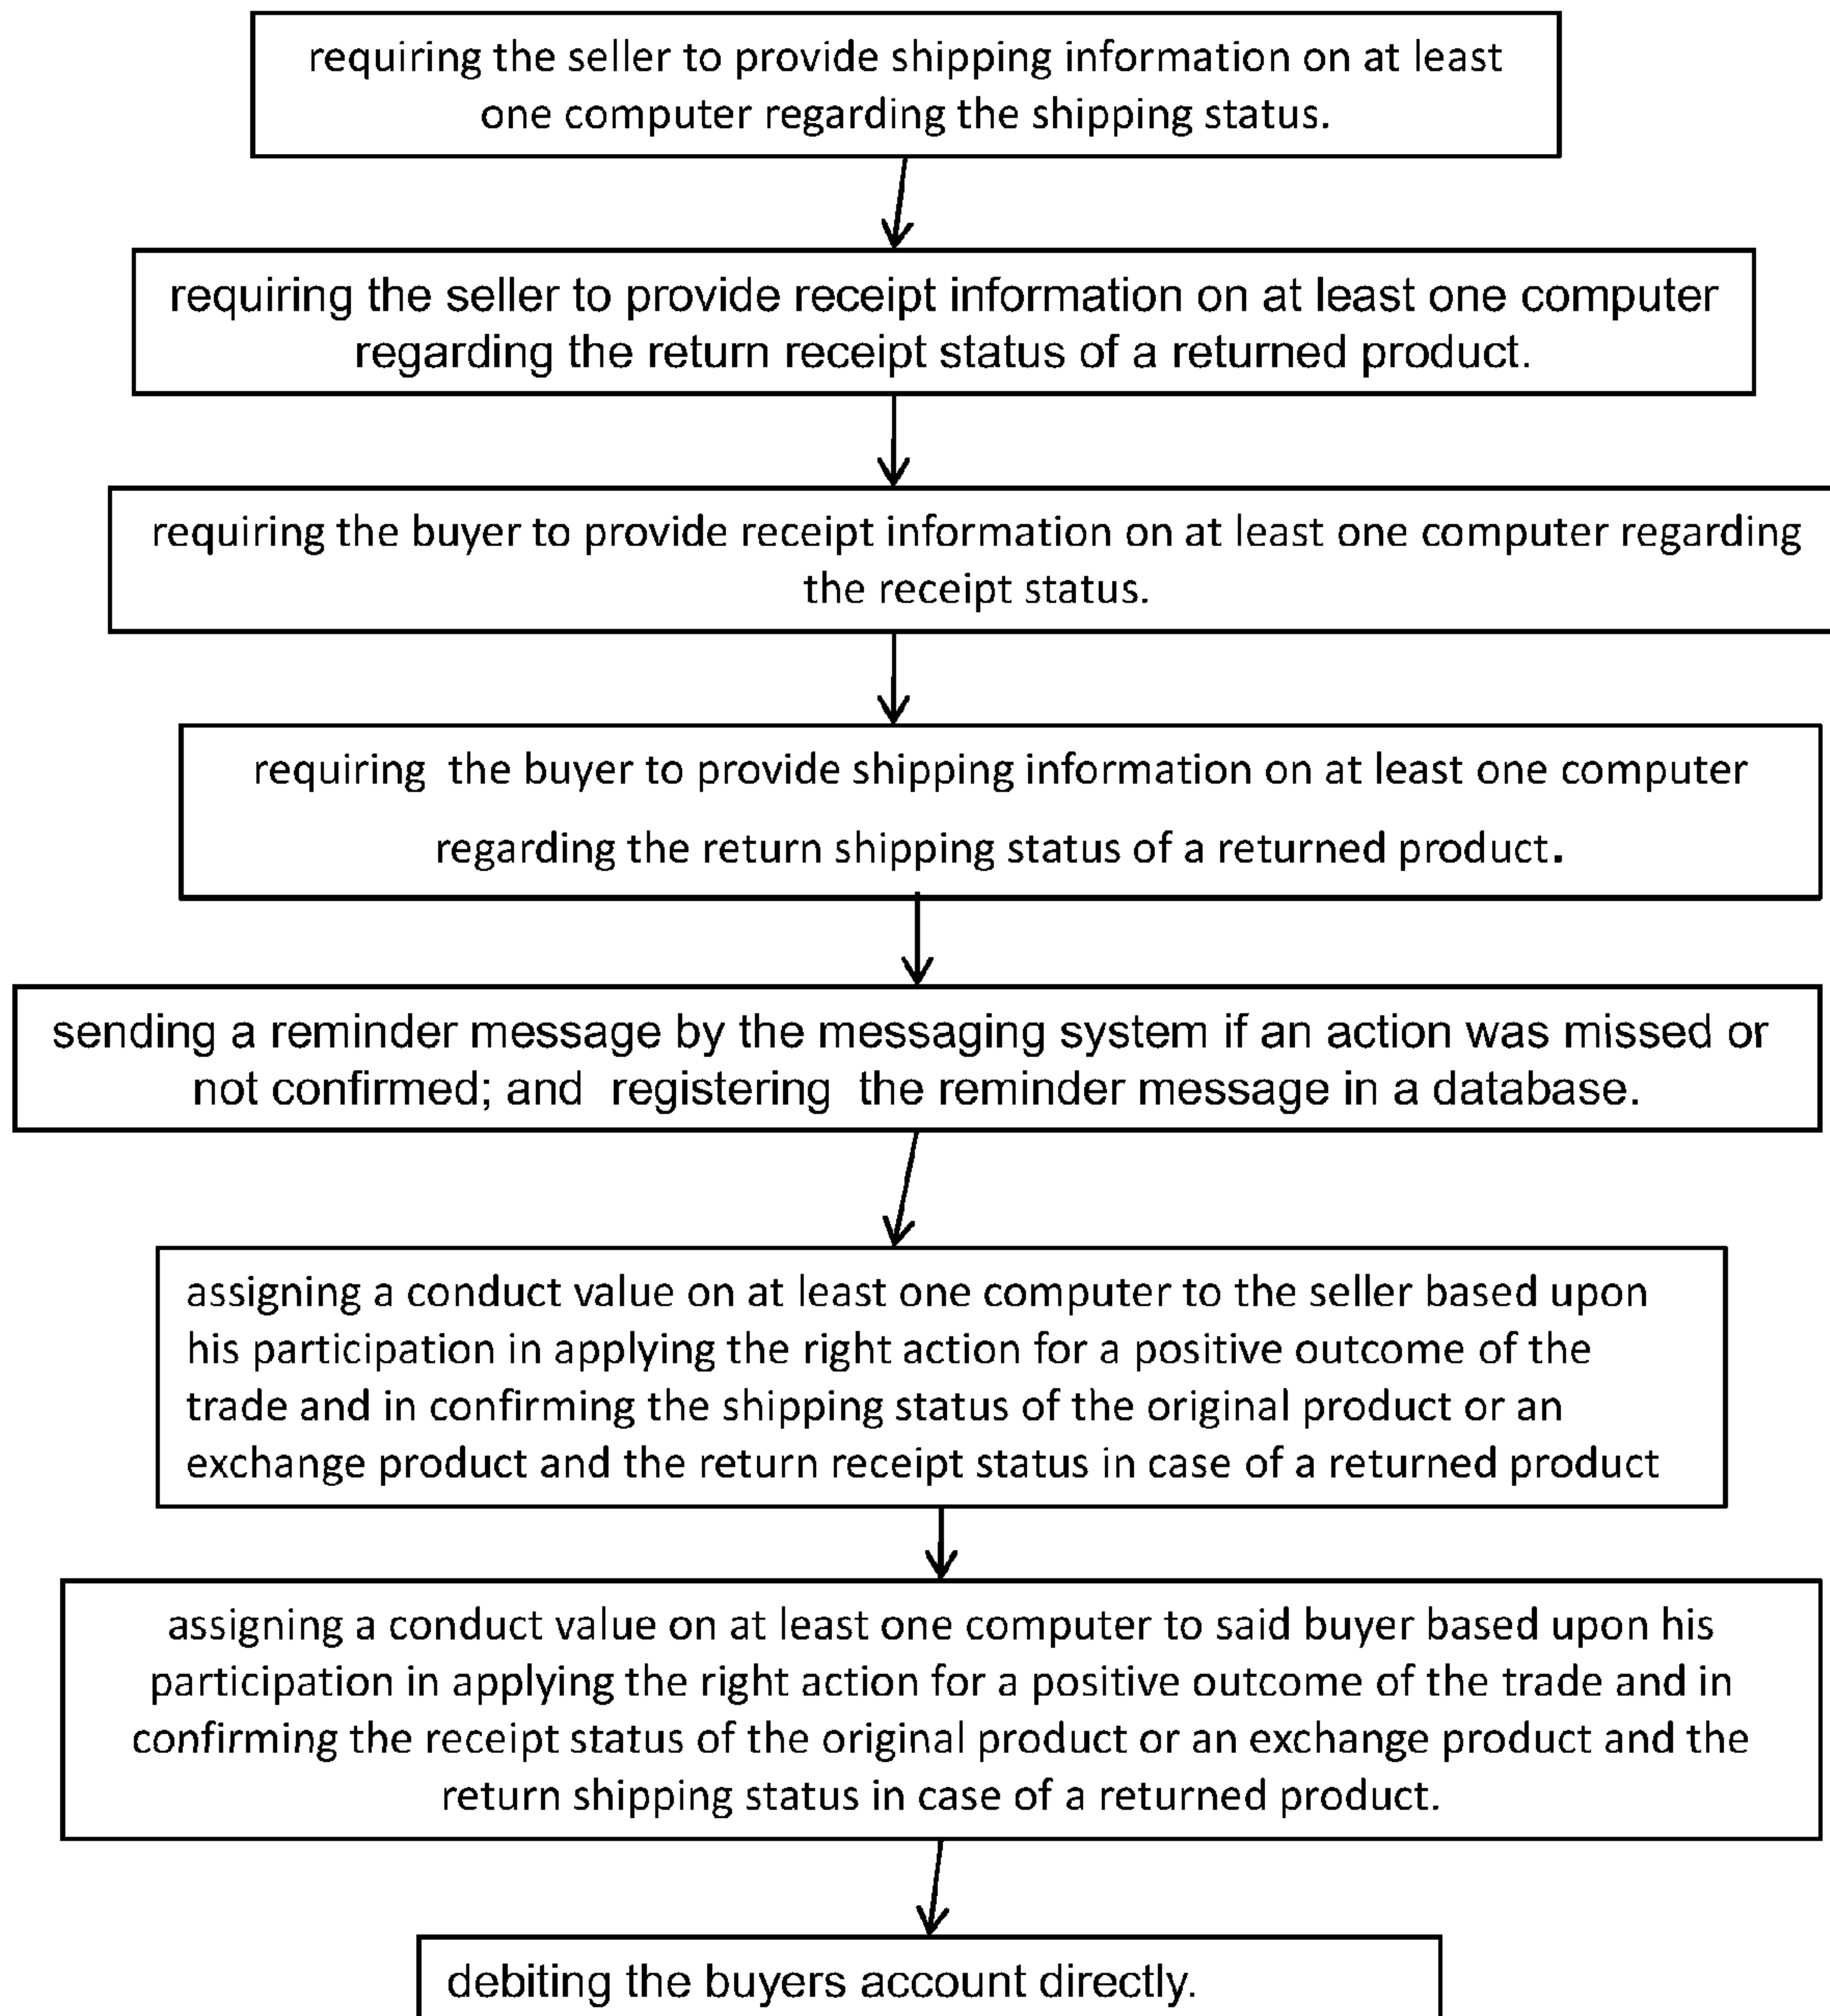 requiring the seller to provide shipping information on at least
one computer regarding the shipping status.
requiring the seller to provide receipt information on at least one computer
regarding the return receipt status of a returned product.
requiring the buyer to provide receipt information on at least one computer regarding
the receipt status.
requiring the buyer to provide shipping information on at least one computer
regarding the return shipping status of a returned product.
sending a reminder message by the messaging system if an action was missed or
not confirmed; and registering the reminder message in a database.
assigning a conduct value on at least one computer to the seller based upon
his participation in applying the right action for a positive outcome of the
trade and in confirming the shipping status of the original product or an
exchange product and the return receipt status in case of a returned product
assigning a conduct value on at least one computer to said buyer based upon his
participation in applying the right action for a positive outcome of the trade and in
confirming the receipt status of the original product or an exchange product and the
return shipping status in case of a returned product.
debiting the buyers account directly.